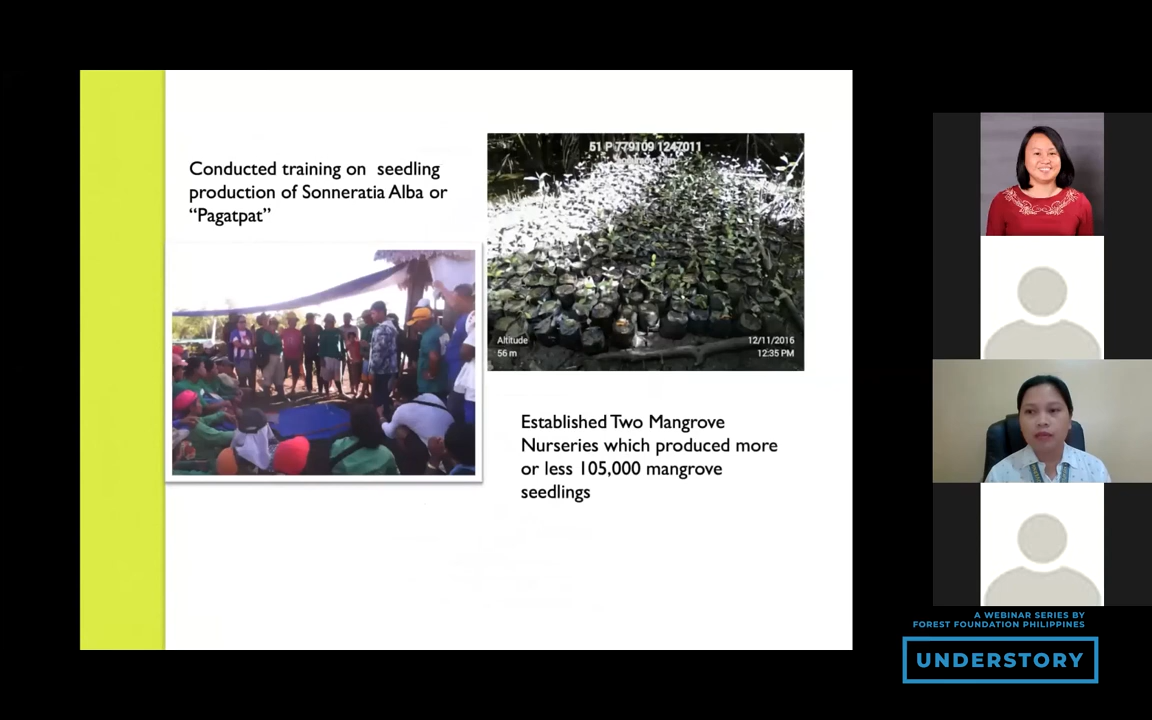 Conducted training on seedling
production of Sonneratia Alba or
“Pagatpat”
51 P 779109 1247011
Altitude
56 m
12/11/2016
12:35 PM
Established Two Mangrove
Nurseries which produced more
or less 105,000 mangrove
seedlings
A WEBINAR SERIES BY
FOREST FOUNDATION PHILIPPINES
UNDERSTORY